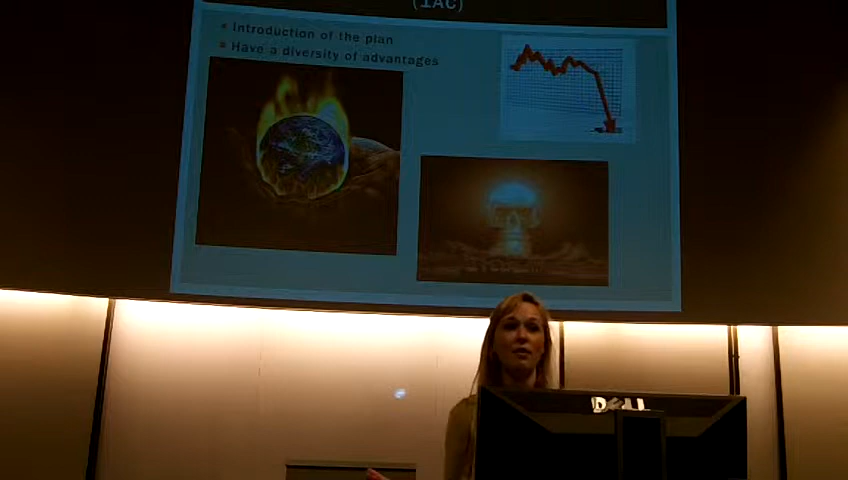 (1AC)
Introduction of the plan
Have a diversity of advantages
DELL